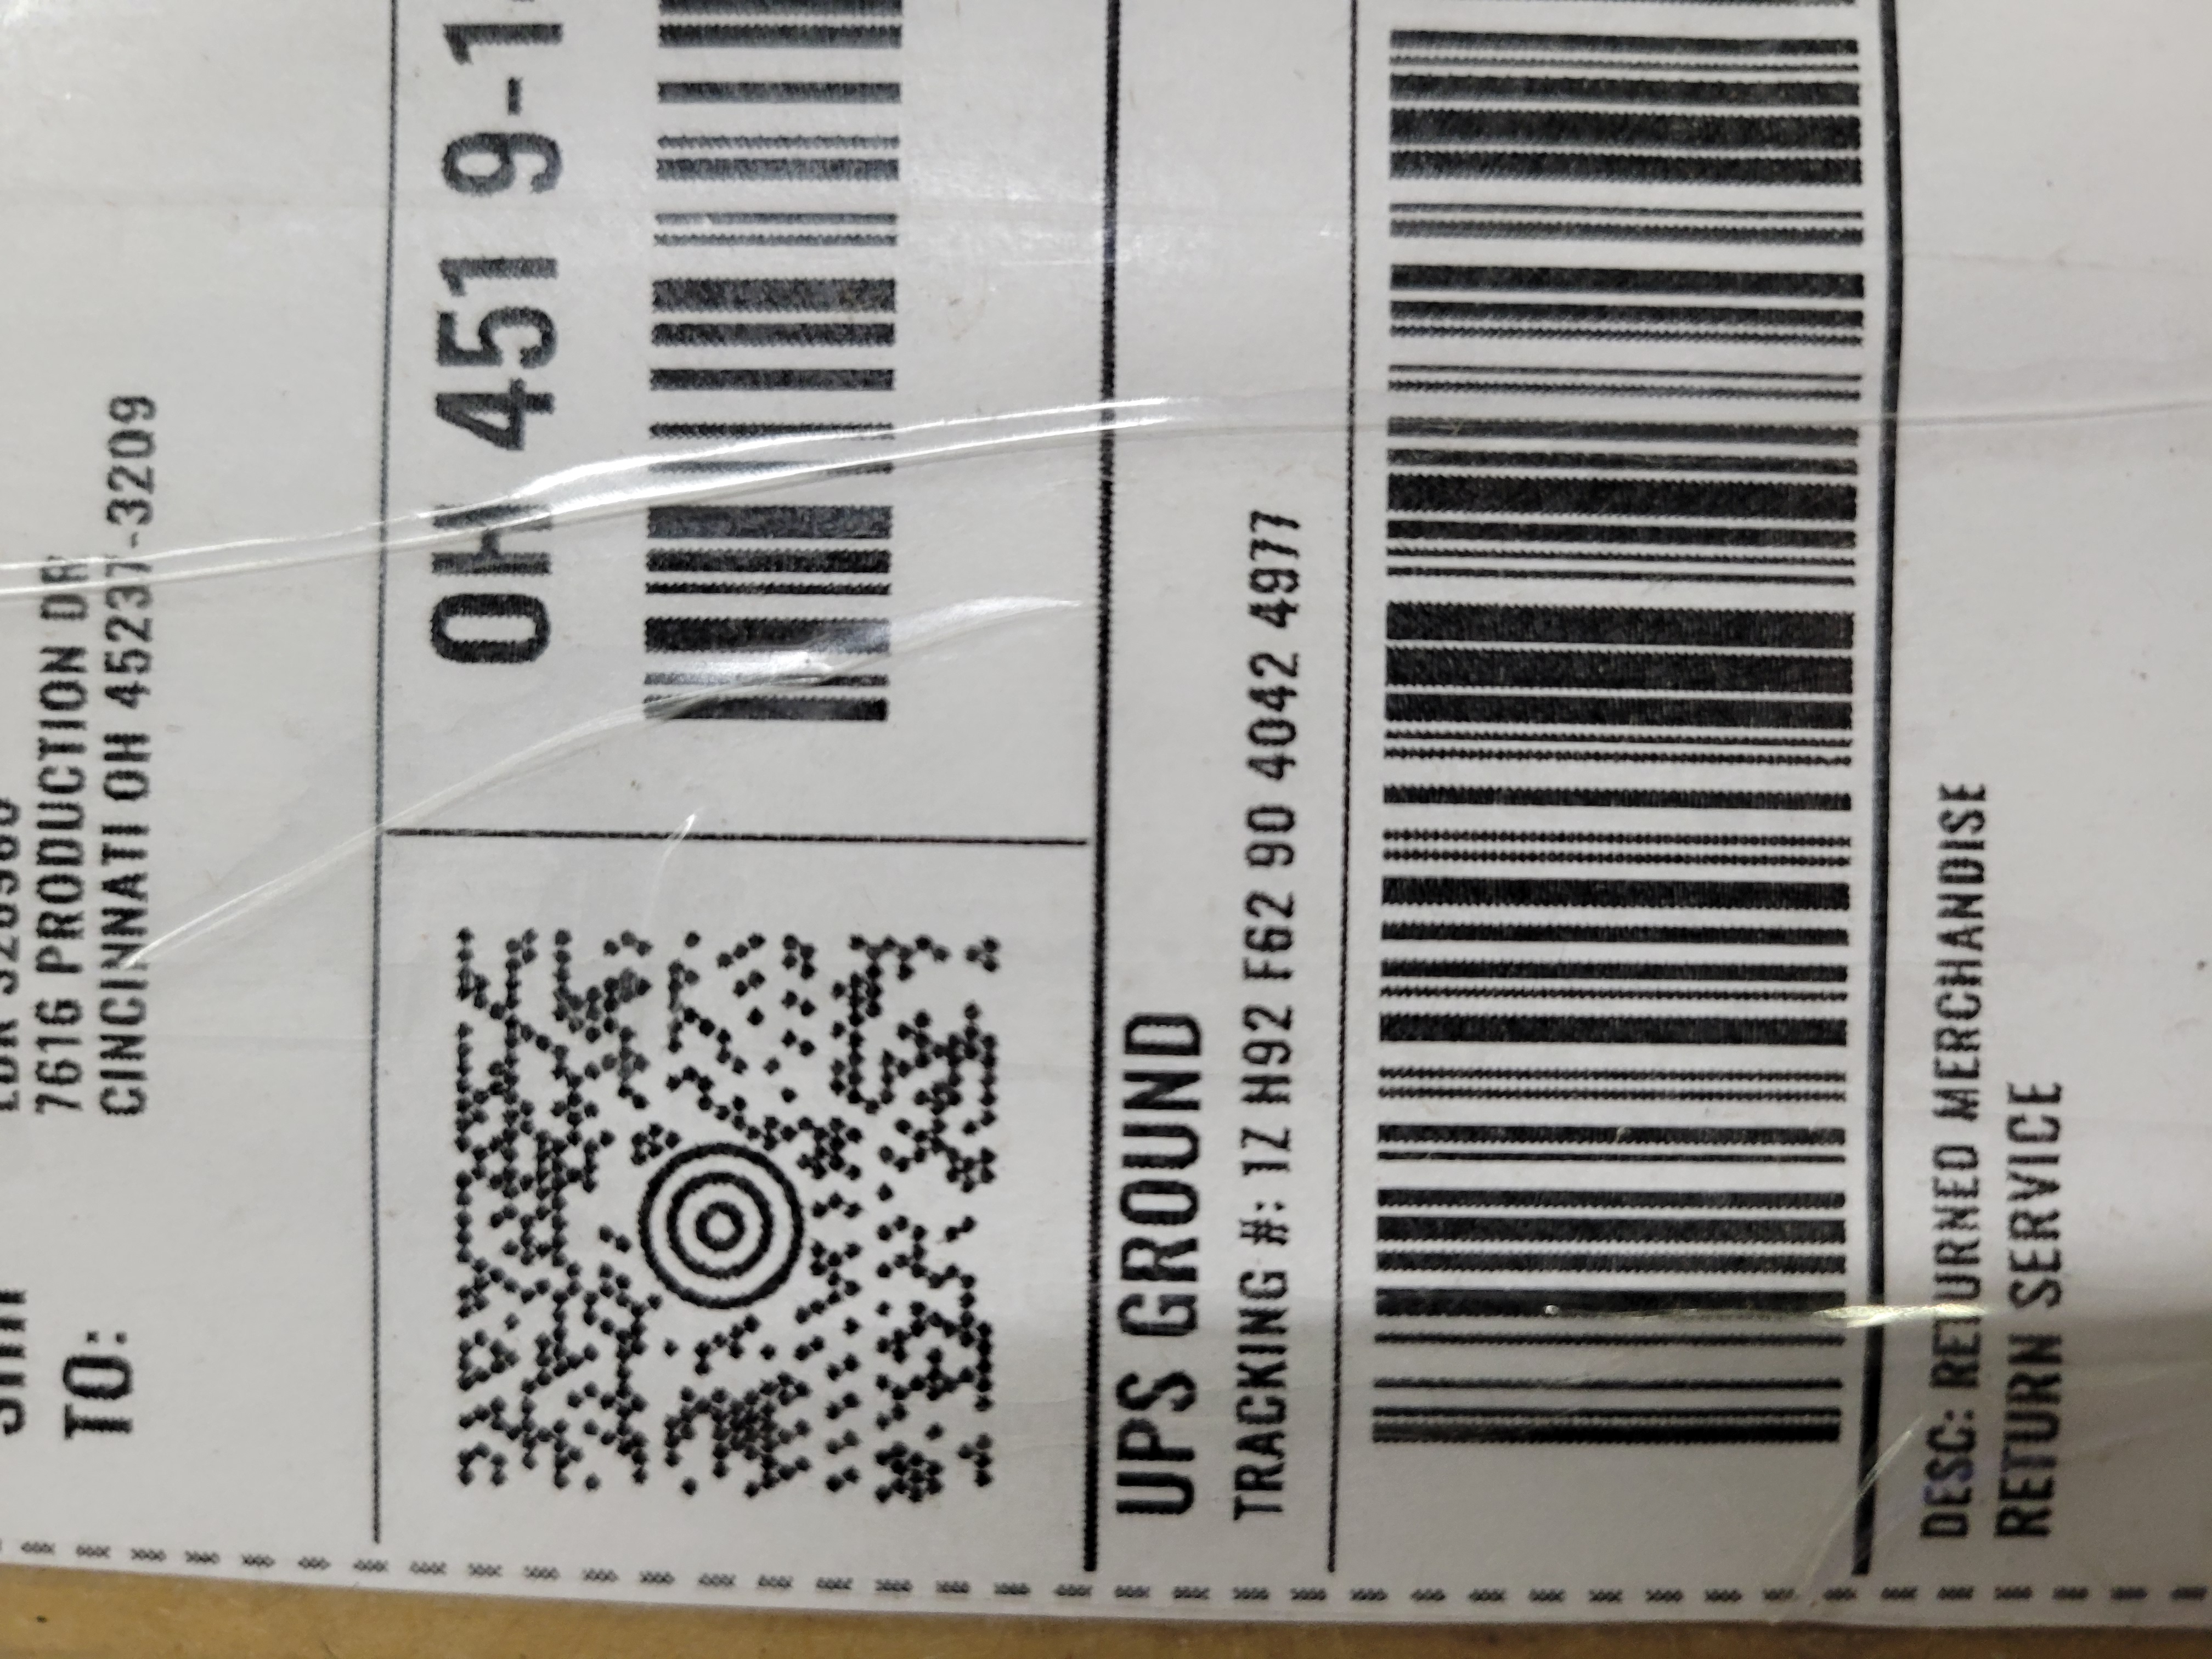 7616 PRODUCTION DR
CINCINNATI OH 45237-3209
TO:
OH 451 9-1
UPS GROUND
TRACKING #: 1Z H92 F62 90 4042 4977
DESC: RETURNED MERCHANDISE
RETURN SERVICE